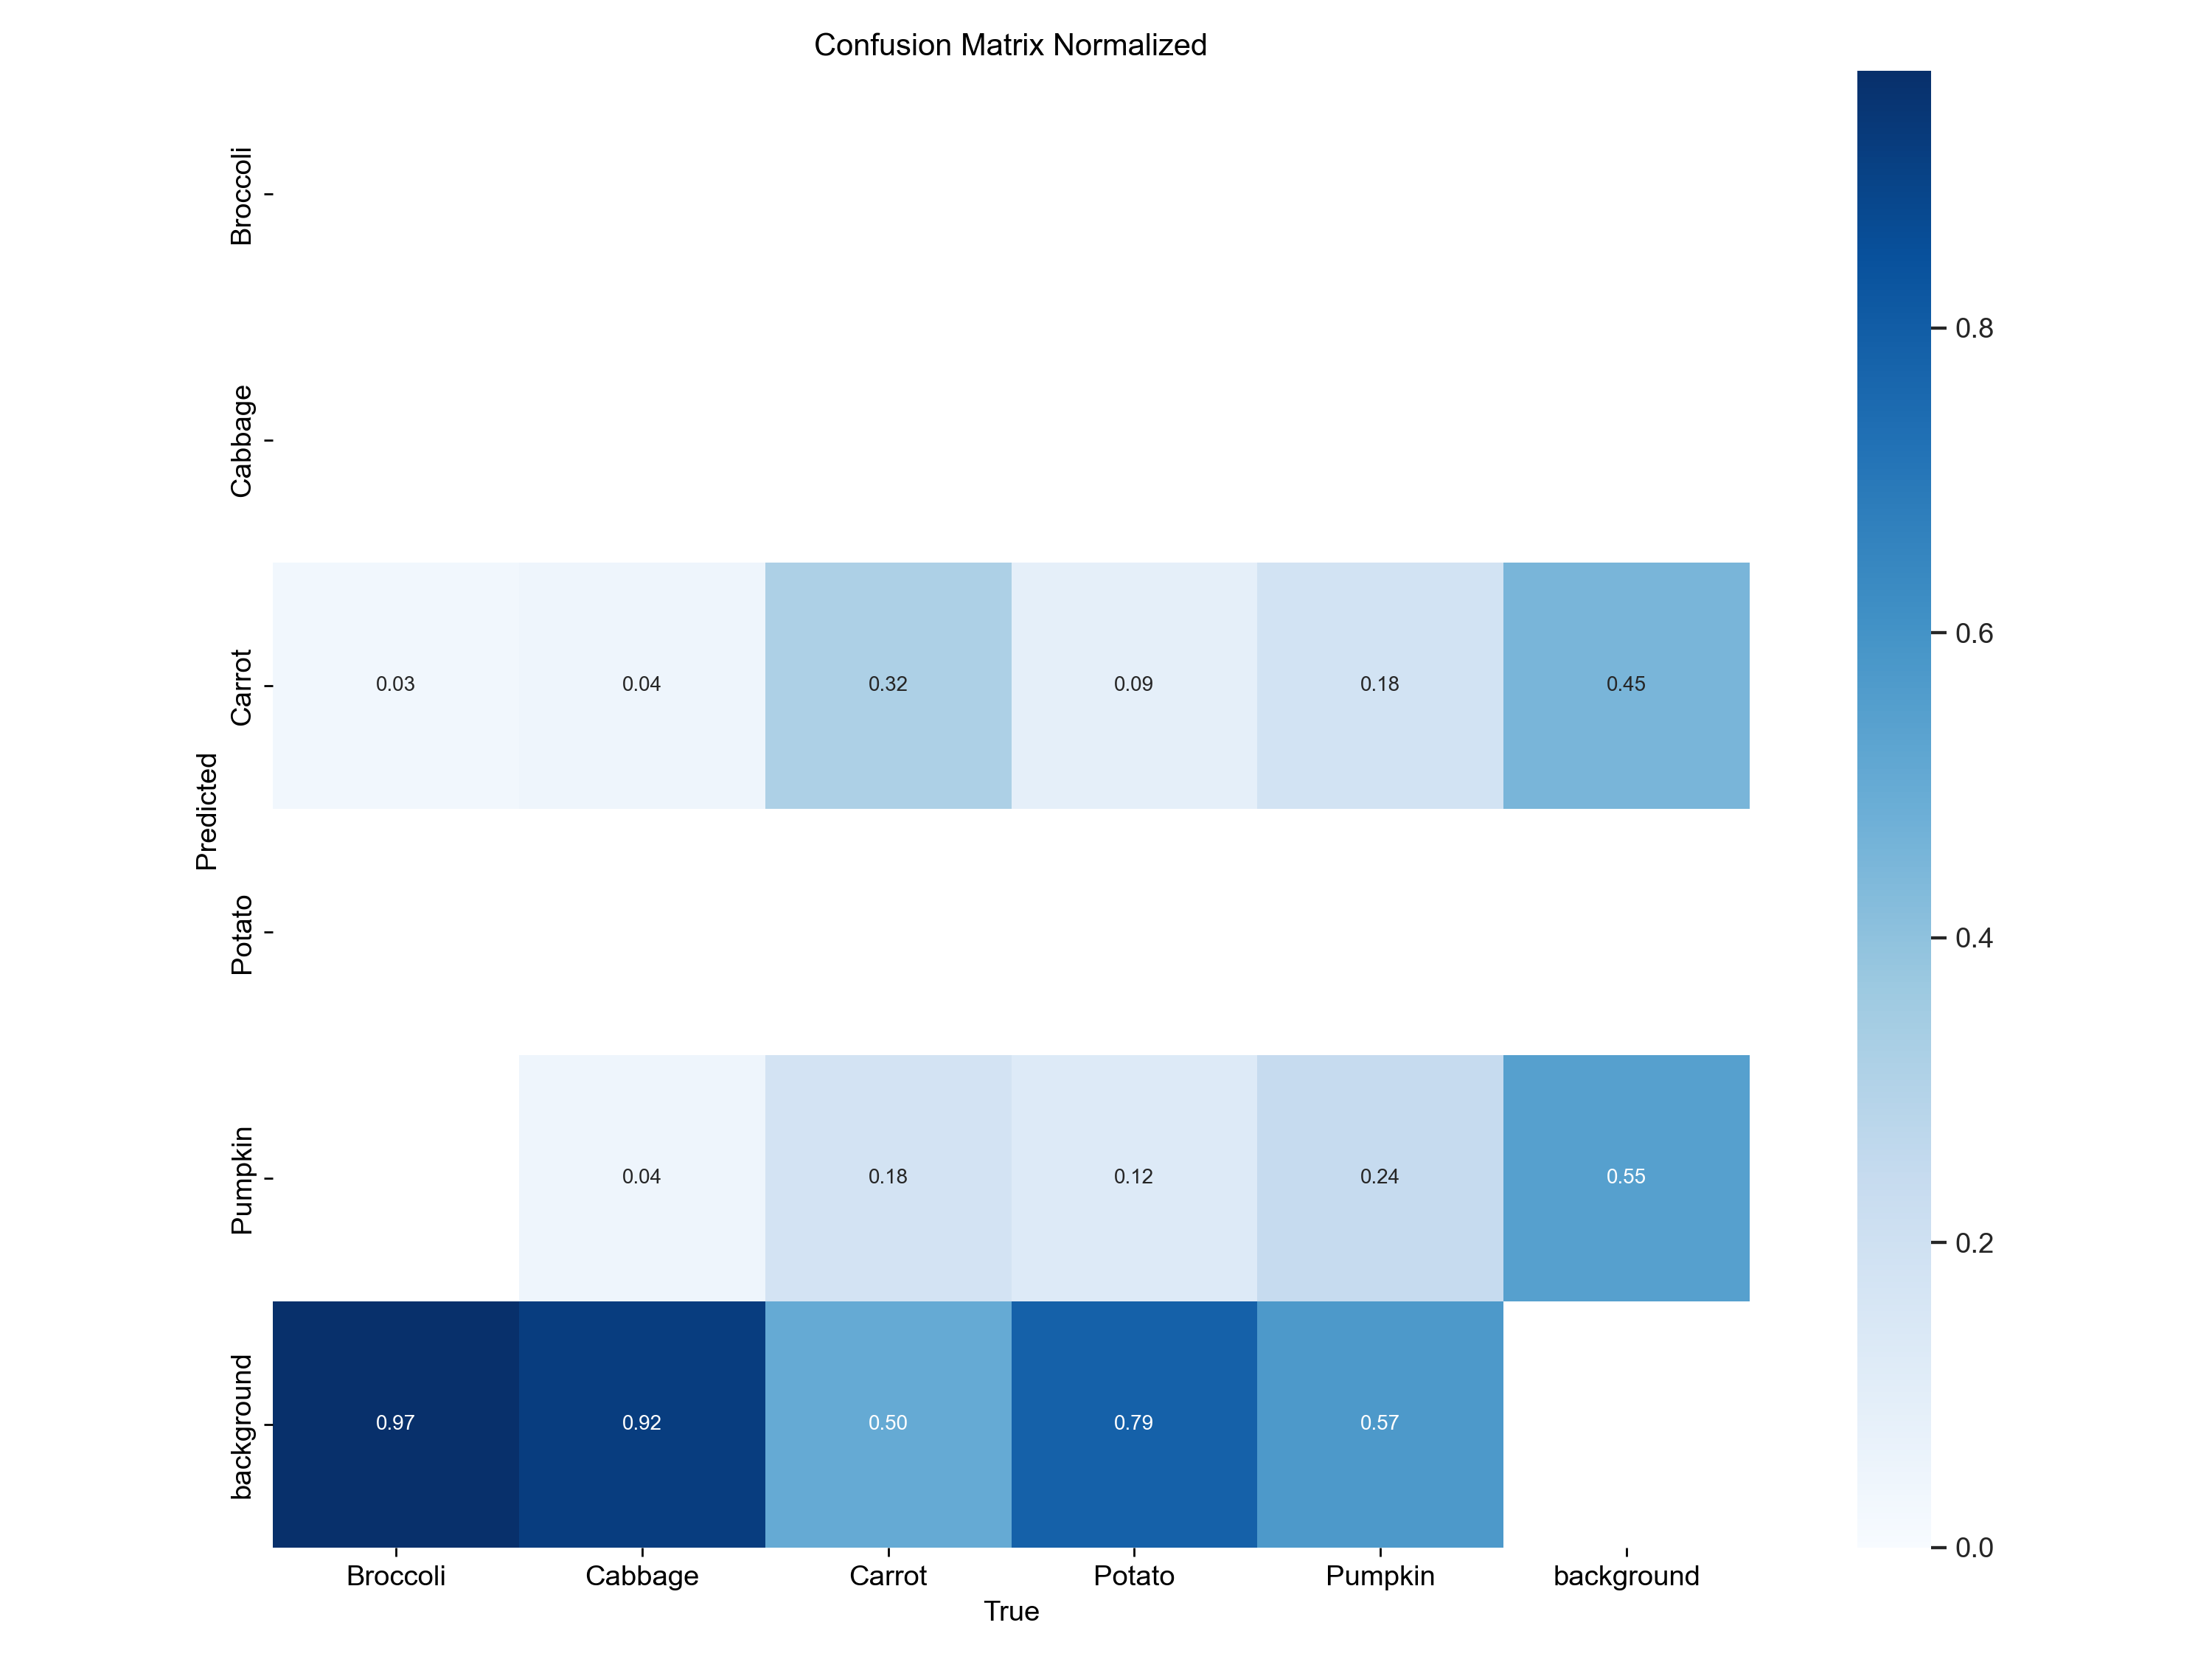 Confusion Matrix Normalized
Broccoli
Cabbage
Carrot
Potato
Pumpkin
background
Predicted
0.03 0.04 0.32 0.09 0.18 0.45
0.04 0.18 0.12 0.24 0.55
0.97 0.92 0.50 0.79 0.57
Broccoli Cabbage Carrot Potato Pumpkin background
True
0.8
0.6
0.4
0.2
0.0